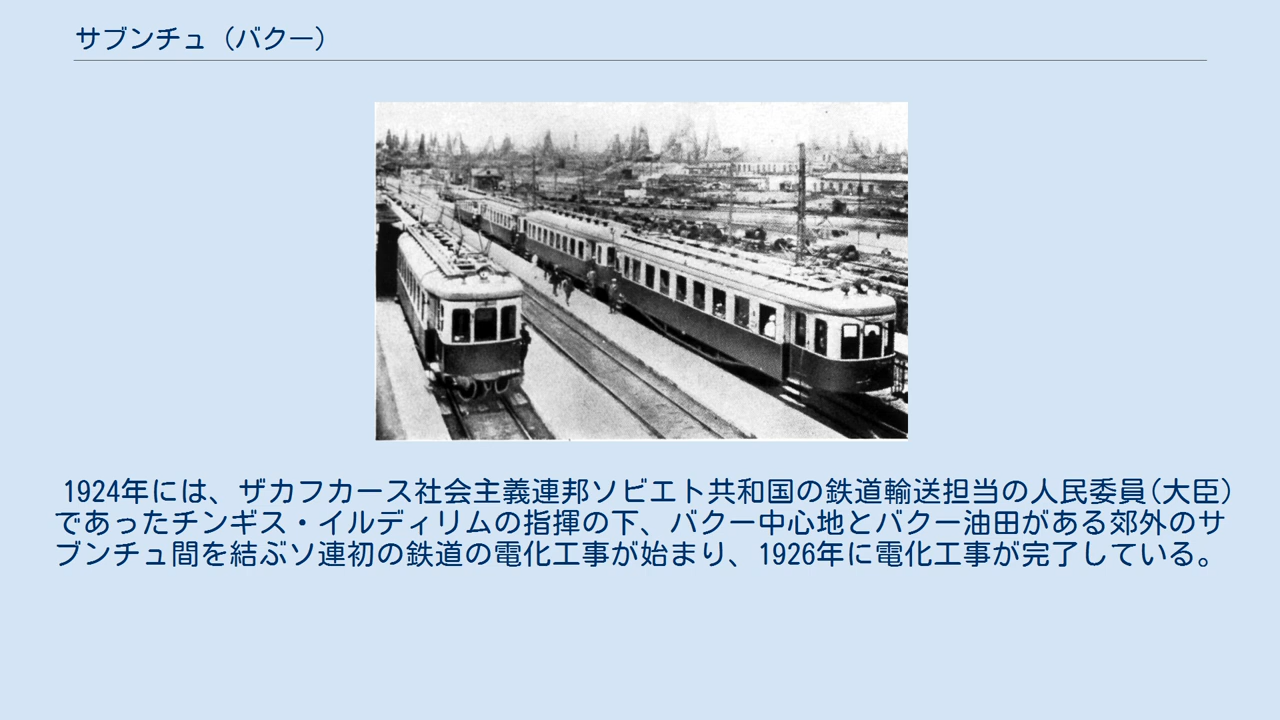 サブンチュ（バクー）
1924年には、ザカフカース社会主義連邦ソビエト共和国の鉄道輸送担当の人民委員(大臣)
であったチンギス・イルディリムの指揮の下、バクー中心地とバクー油田がある郊外のサ
ブンチュ間を結ぶソ連初の鉄道の電化工事が始まり、1926年に電化工事が完了している。